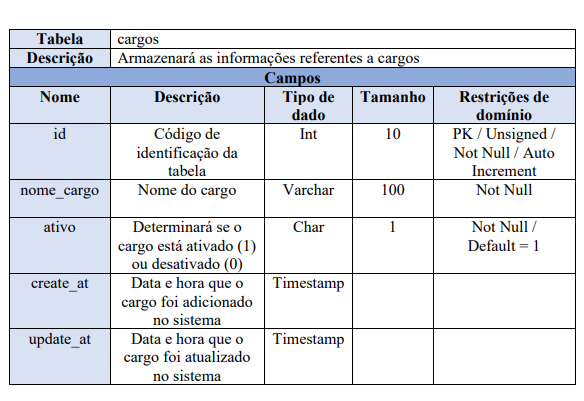 Tabela cargos
Descrição Armazenará as informações referentes a cargos
Campos
Nome Descrição Tipo de dado Tamanho Restrições de domínio
id Código de identificação da tabela Int 10 PK / Unsigned / Not Null / Auto Increment
nome_cargo Nome do cargo Varchar 100 Not Null
ativo Determinará se o cargo está ativado (1) ou desativado (0) Char 1 Not Null / Default = 1
create_at Data e hora que o cargo foi adicionado no sistema Timestamp
update_at Data e hora que o cargo foi atualizado no sistema Timestamp